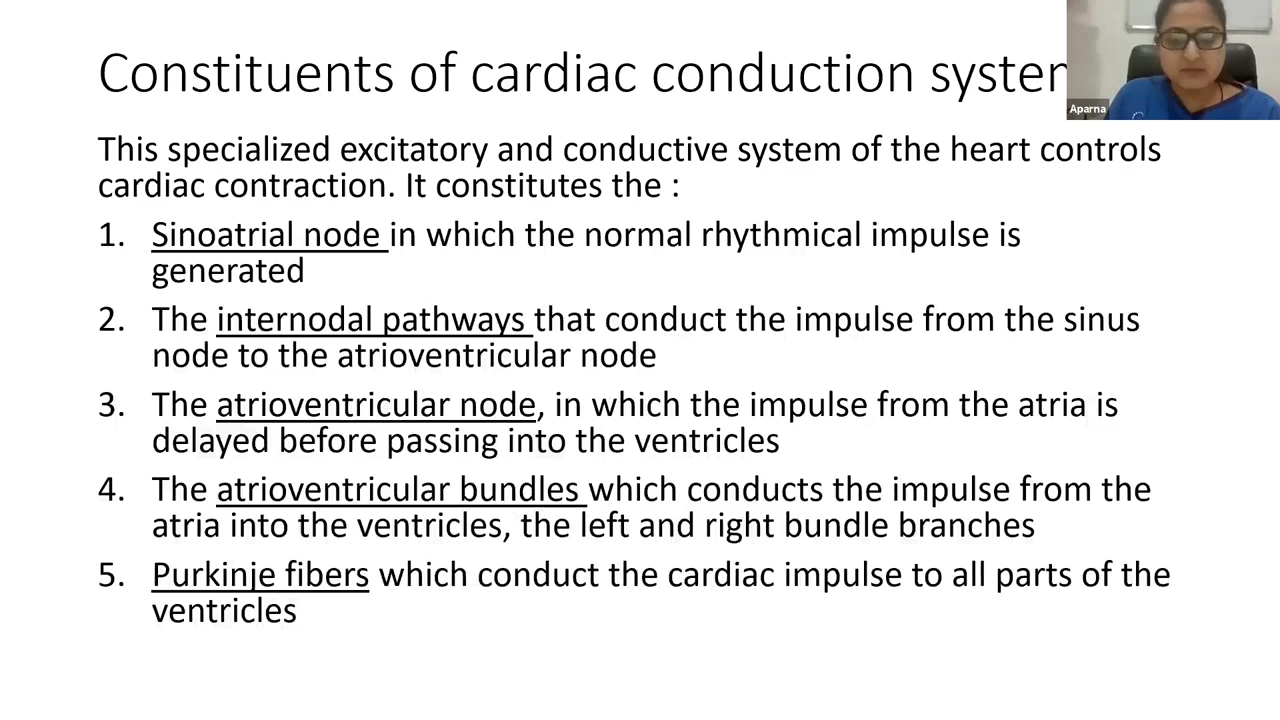 Constituents of cardiac conduction system
Aparna
This specialized excitatory and conductive system of the heart controls
cardiac contraction. It constitutes the :
1. Sinoatrial node in which the normal rhythmical impulse is
generated
2. The internodal pathways that conduct the impulse from the sinus
node to the atrioventricular node
3. The atrioventricular node, in which the impulse from the atria is
delayed before passing into the ventricles
4. The atrioventricular bundles which conducts the impulse from the
atria into the ventricles, the left and right bundle branches
5. Purkinje fibers which conduct the cardiac impulse to all parts of the
ventricles